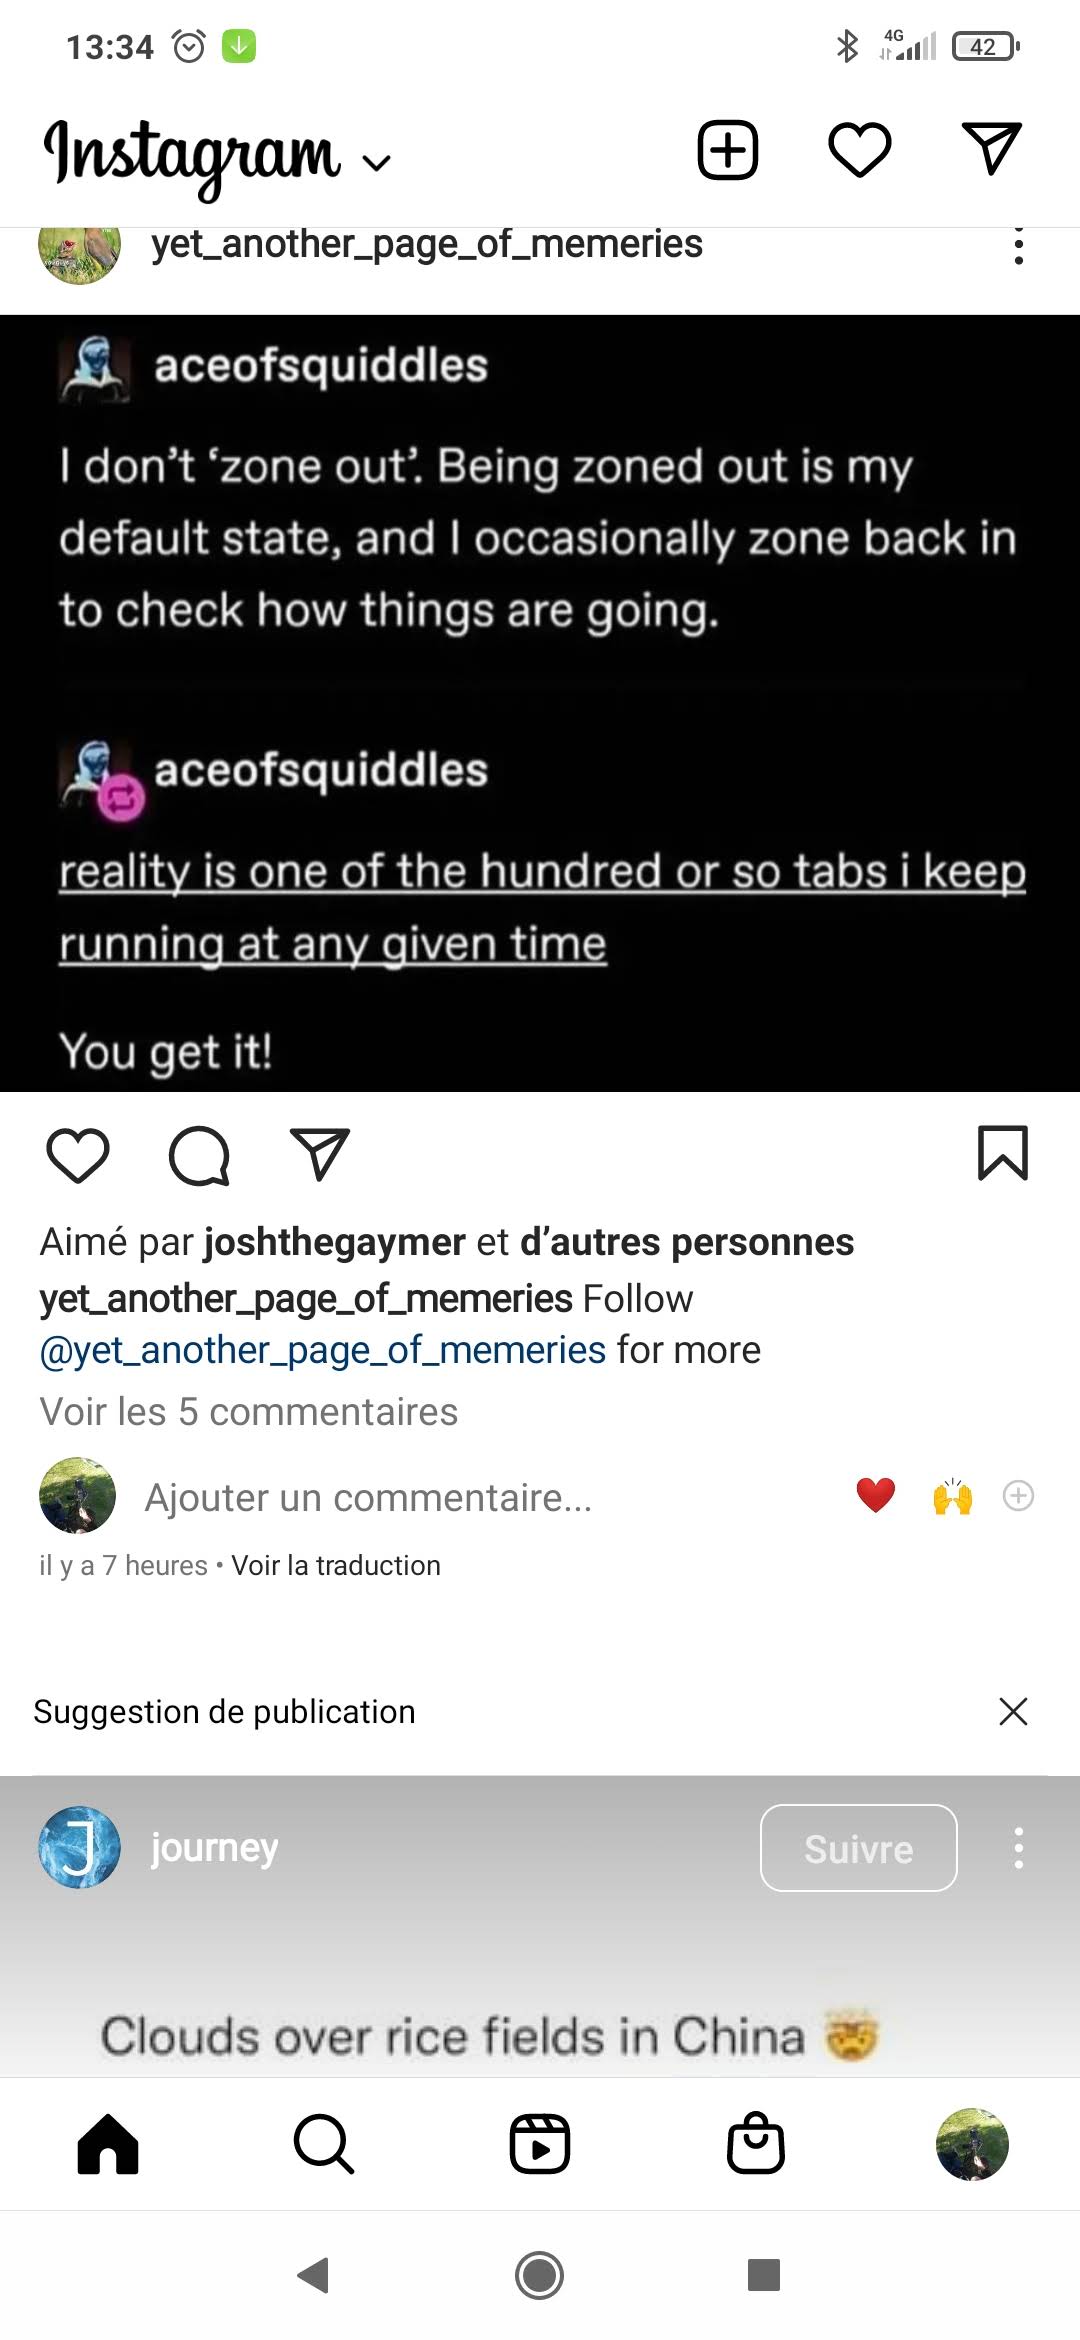 13:34
4G
42
Instagram
yet_another_page_of_memeries
aceofsquiddles
I don't ‘zone out’. Being zoned out is my
default state, and I occasionally zone back in
to check how things are going.
aceofsquiddles
reality is one of the hundred or so tabs i keep
running at any given time
You get it!
Aimé par joshthegaymer et d’autres personnes
yet_another_page_of_memeries Follow
@yet_another_page_of_memeries for more
Voir les 5 commentaires
Ajouter un commentaire...
il y a 7 heures • Voir la traduction
Suggestion de publication
J
journey
Suivre
Clouds over rice fields in China 🤯